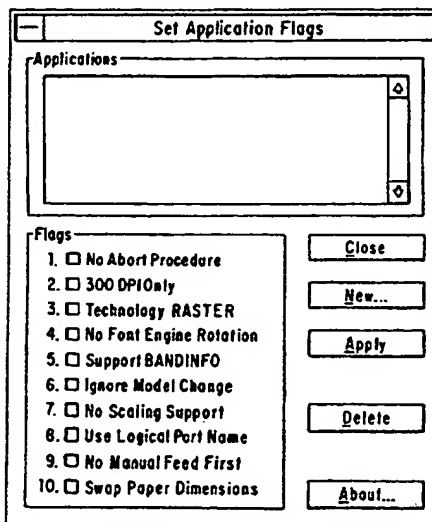 Set Application Flags
Applications
Flags
1. No Abort Procedure
2. 300 DPI Only
3. Technology RASTER
4. No Font Engine Rotation
5. Support BANDINFO
6. Ignore Model Change
7. No Scaling Support
8. Use Logical Port Name
9. No Manual Feed First
10. Swap Paper Dimensions
Close
New...
Apply
Delete
About...